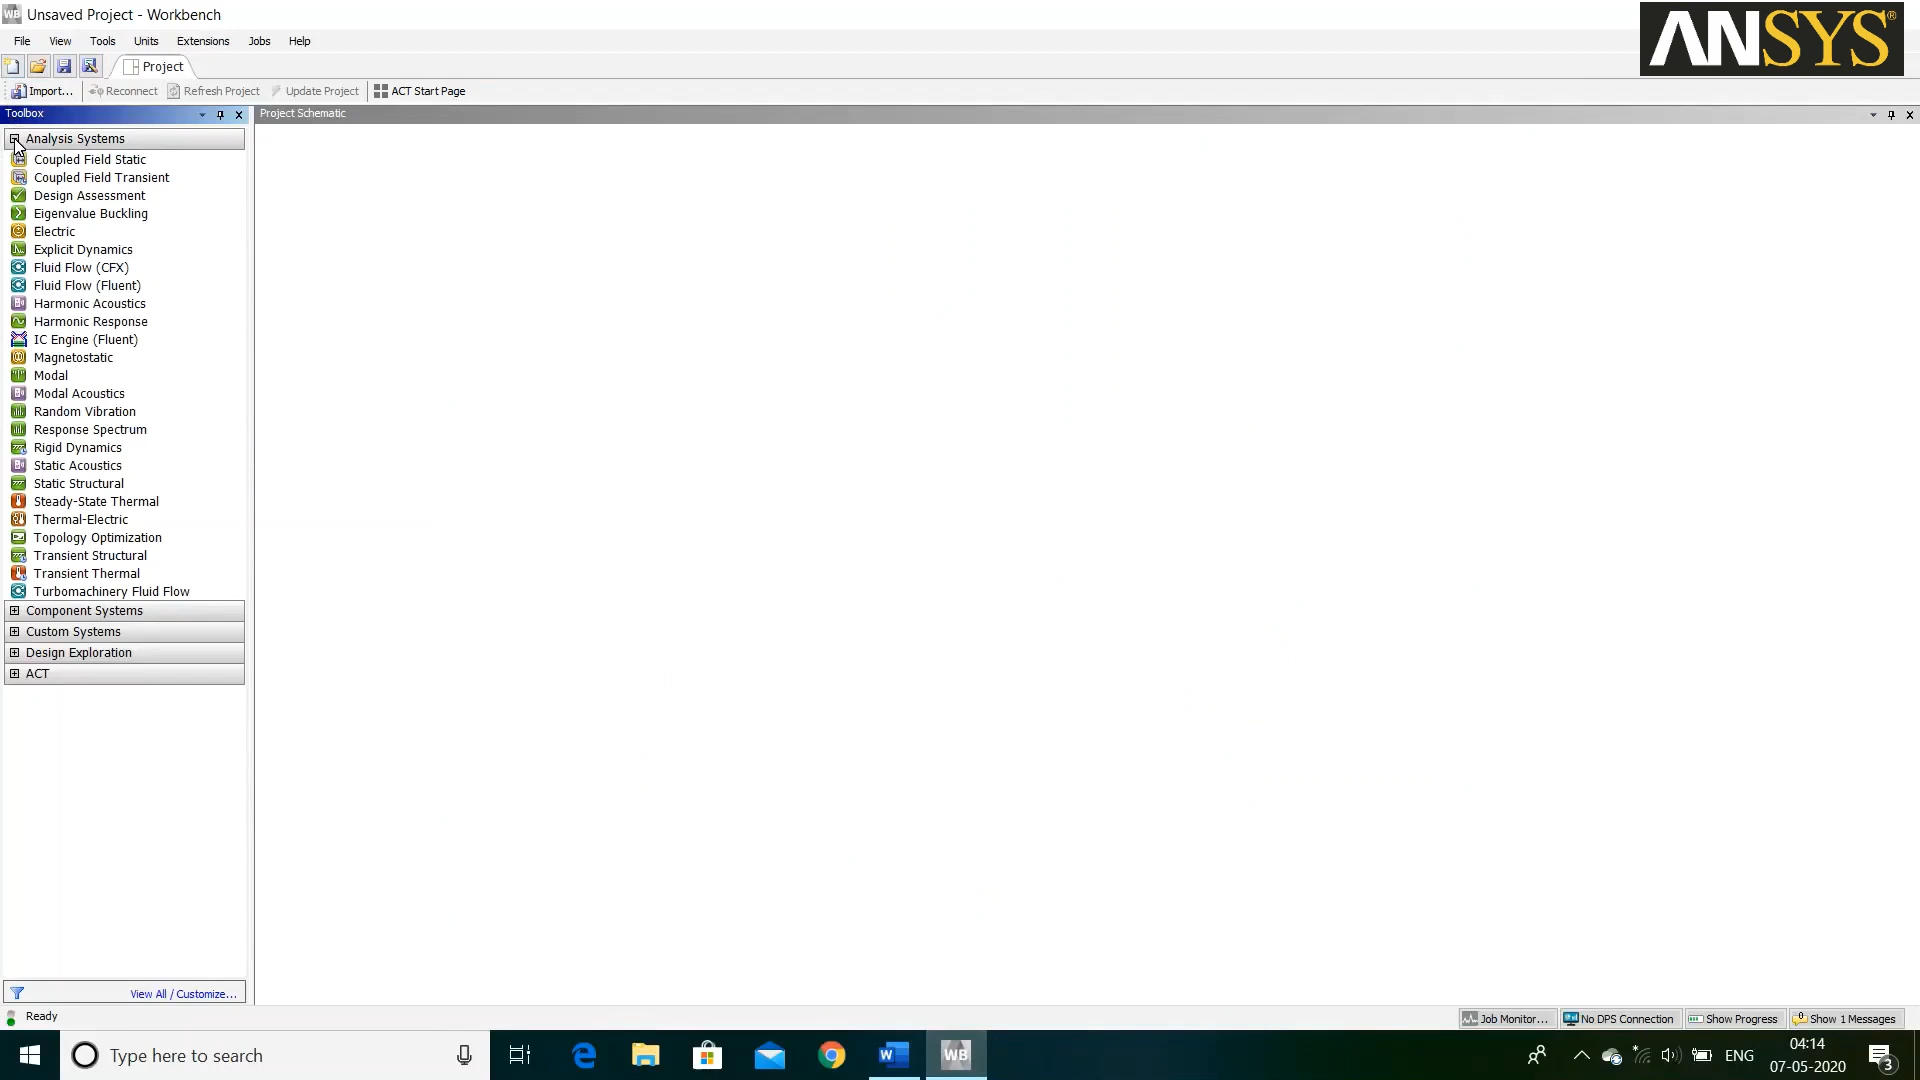 WB Unsaved Project - Workbench
ANSYS®
File View Tools Units Extensions Jobs Help
Project
Import... Reconnect Refresh Project Update Project ACT Start Page
Toolbox
Project Schematic
Analysis Systems
Coupled Field Static
Coupled Field Transient
Design Assessment
Eigenvalue Buckling
Electric
Explicit Dynamics
Fluid Flow (CFX)
Fluid Flow (Fluent)
Harmonic Acoustics
Harmonic Response
IC Engine (Fluent)
Magnetostatic
Modal
Modal Acoustics
Random Vibration
Response Spectrum
Rigid Dynamics
Static Acoustics
Static Structural
Steady-State Thermal
Thermal-Electric
Topology Optimization
Transient Structural
Transient Thermal
Turbomachinery Fluid Flow
Component Systems
Custom Systems
Design Exploration
ACT
View All / Customize...
Ready
Job Monitor... No DPS Connection Show Progress Show 1 Messages
Type here to search
W
WB
ENG
04:14
07-05-2020
3